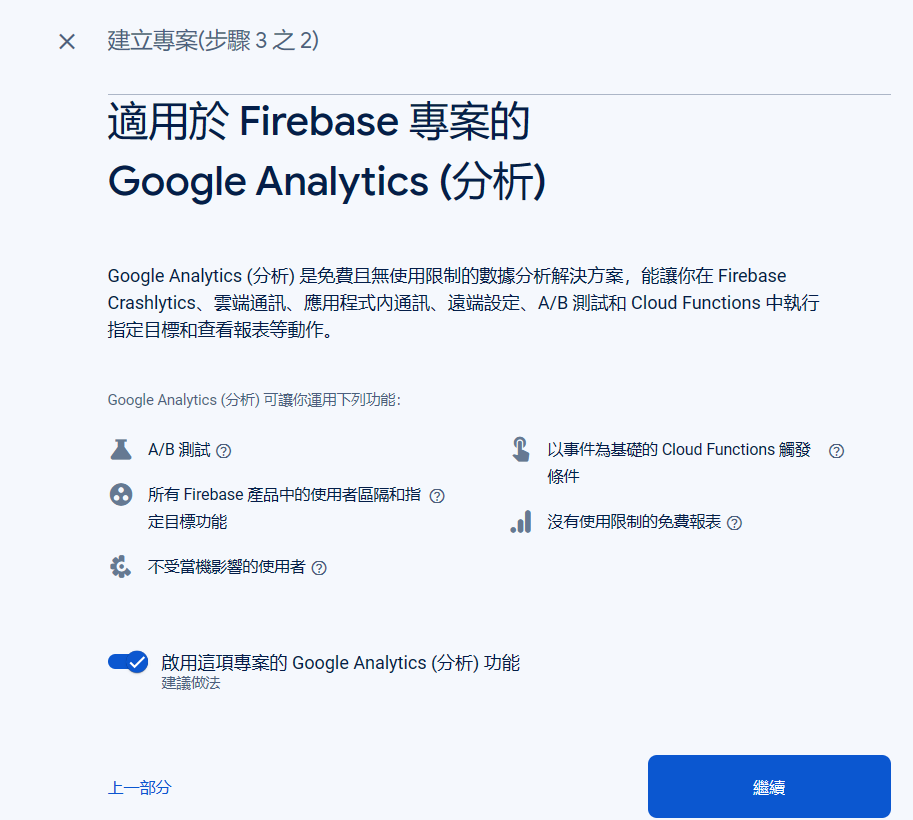 建立專案(步驟 3 之 2)
適用於 Firebase 專案的
Google Analytics (分析)
Google Analytics (分析) 是免費且無使用限制的數據分析解決方案，能讓你在 Firebase
Crashlytics、雲端通訊、應用程式內通訊、遠端設定、A/B 測試和 Cloud Functions 中執行
指定目標和查看報表等動作。
Google Analytics (分析) 可讓你運用下列功能：
A/B 測試
所有 Firebase 產品中的使用者區隔和指
定目標功能
不受當機影響的使用者
以事件為基礎的 Cloud Functions 觸發
條件
沒有使用限制的免費報表
啟用這項專案的 Google Analytics (分析) 功能
建議做法
上一部分
繼續